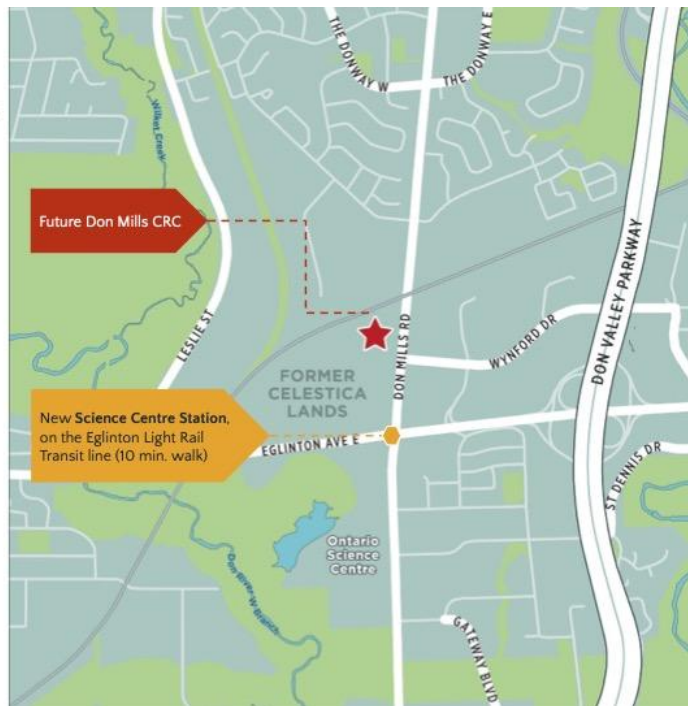 THE DONWAY W
THE DONWAY E
Wilket Creek
Future Don Mills CRC
LESLIE ST
DON MILLS RD
WYNFORD DR
DON VALLEY PARKWAY
FORMER
CELESTICA
LANDS
New Science Centre Station,
on the Eglinton Light Rail
Transit line (10 min. walk)
EGLINTON AVE E
ST DENNIS DR
Ontario
Science
Centre
Don River W Branch
GATEWAY BLVD